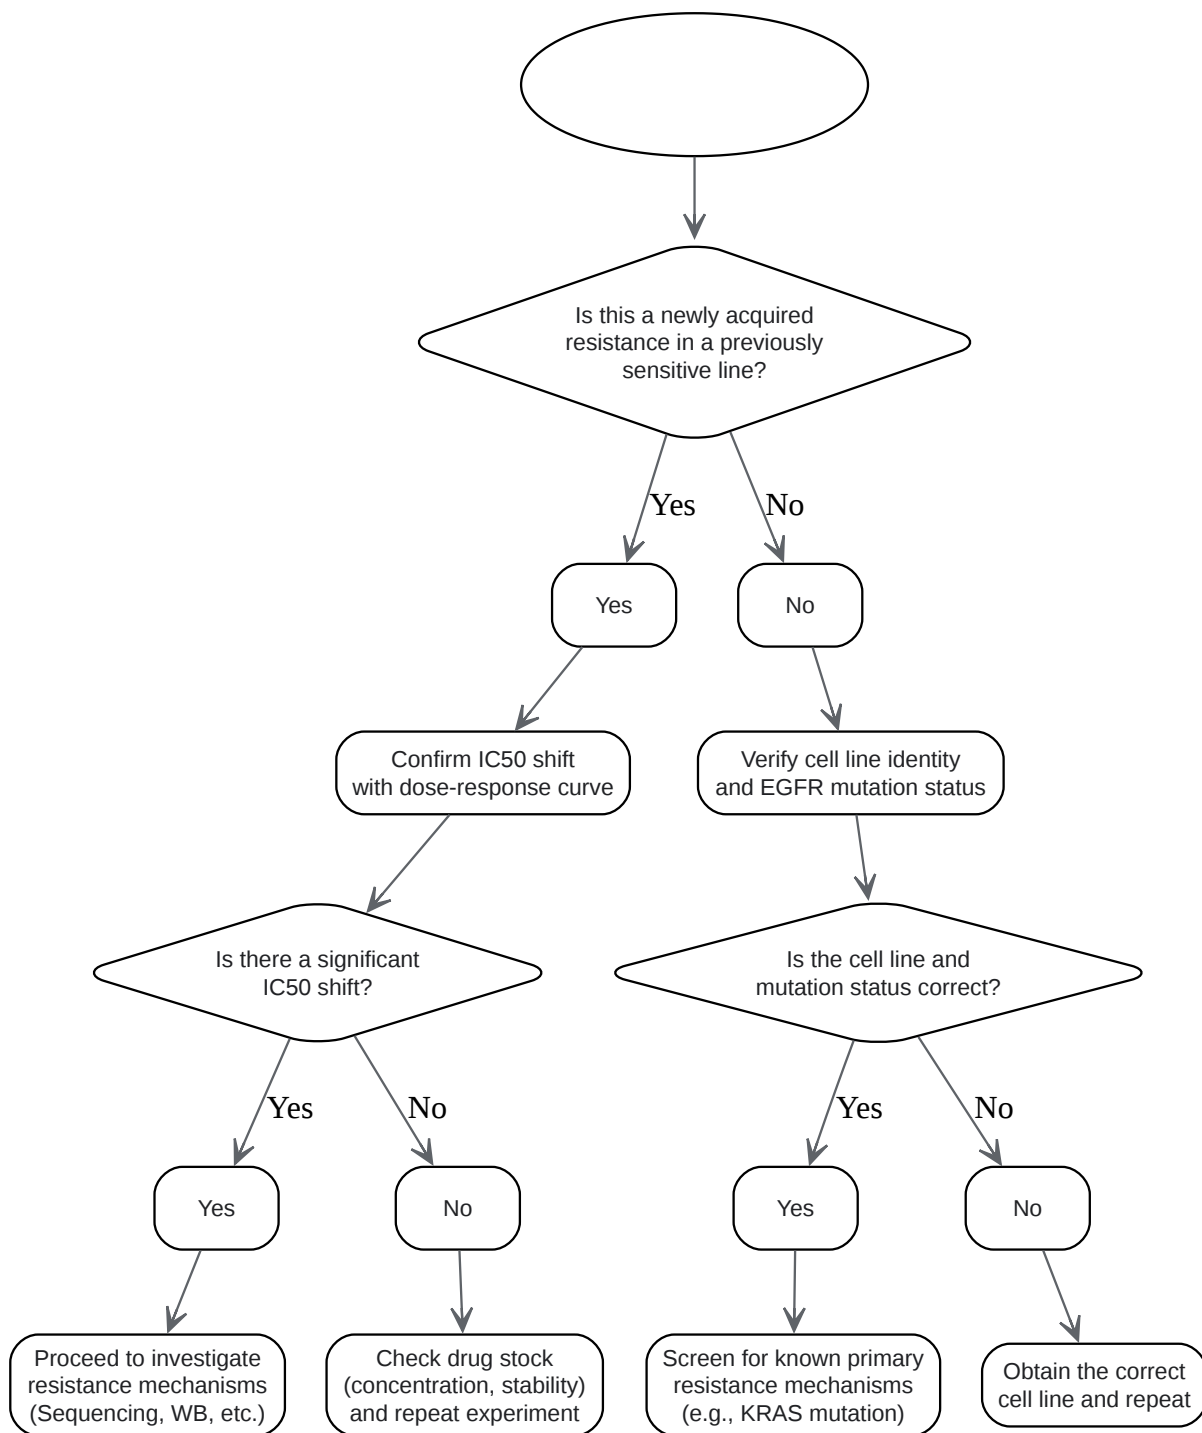 Is this a newly acquired
resistance in a previously
sensitive line?
Yes
No
Yes
No
Confirm IC50 shift
with dose-response curve
Verify cell line identity
and EGFR mutation status
Is there a significant
IC50 shift?
Is the cell line and
mutation status correct?
Yes
No
Yes
No
Yes
No
Yes
No
Proceed to investigate
resistance mechanisms
(Sequencing, WB, etc.)
Check drug stock
(concentration, stability)
and repeat experiment
Screen for known primary
resistance mechanisms
(e.g., KRAS mutation)
Obtain the correct
cell line and repeat